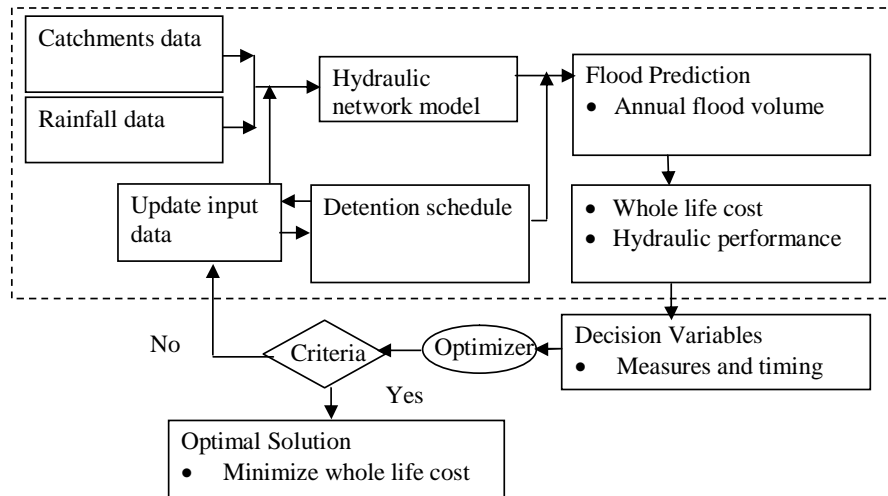 Catchments data
Rainfall data
Hydraulic
network model
Flood Prediction
• Annual flood volume
Update input
data
Detention schedule
• Whole life cost
• Hydraulic performance
Decision Variables
• Measures and timing
Optimizer
Criteria
No
Yes
Optimal Solution
• Minimize whole life cost